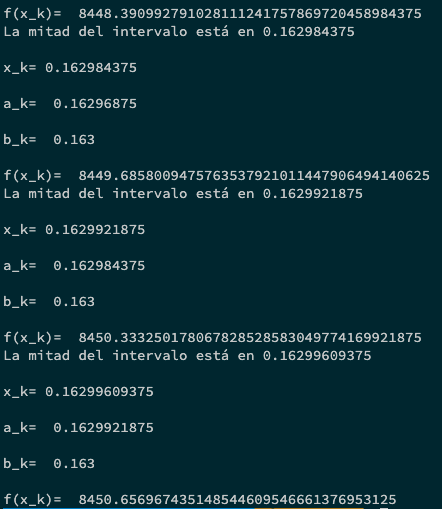 f(x_k)=  8448.39099279102811124175786972045898​4375
La mitad del intervalo está en 0.162984375
x_k= 0.162984375
a_k=  0.16296875
b_k=  0.163
f(x_k)=  8449.6858009475763537921011447906494140625
La mitad del intervalo está en 0.1629921875
x_k= 0.1629921875
a_k=  0.162984375
b_k=  0.163
f(x_k)=  8450.333250178067828528583049774169921875
La mitad del intervalo está en 0.16299609375
x_k= 0.16299609375
a_k=  0.1629921875
b_k=  0.163
f(x_k)=  8450.656967435148544609546661376953125